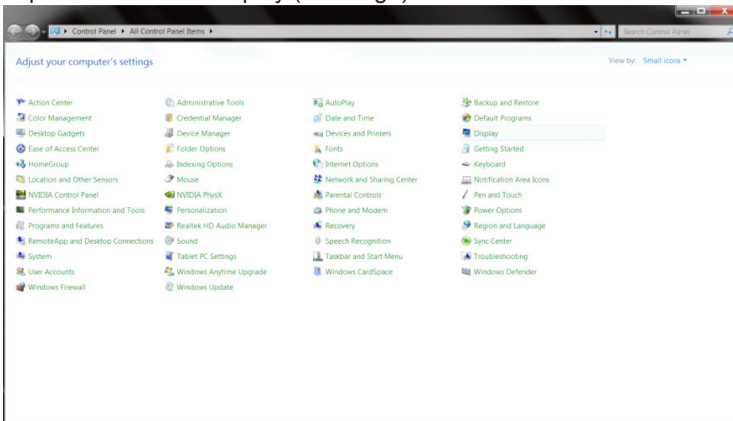 Control Panel ▸ All Control Panel Items ▸
Search Control Panel
Adjust your computer's settings
View by: Small icons
Action Center
Administrative Tools
AutoPlay
Backup and Restore
Color Management
Credential Manager
Date and Time
Default Programs
Desktop Gadgets
Device Manager
Devices and Printers
Display
Ease of Access Center
Folder Options
Fonts
Getting Started
HomeGroup
Indexing Options
Internet Options
Keyboard
Location and Other Sensors
Mouse
Network and Sharing Center
Notification Area Icons
NVIDIA Control Panel
NVIDIA PhysX
Parental Controls
Pen and Touch
Performance Information and Tools
Personalization
Phone and Modem
Power Options
Programs and Features
Realtek HD Audio Manager
Recovery
Region and Language
RemoteApp and Desktop Connections
Sound
Speech Recognition
Sync Center
System
Tablet PC Settings
Taskbar and Start Menu
Troubleshooting
User Accounts
Windows Anytime Upgrade
Windows CardSpace
Windows Defender
Windows Firewall
Windows Update